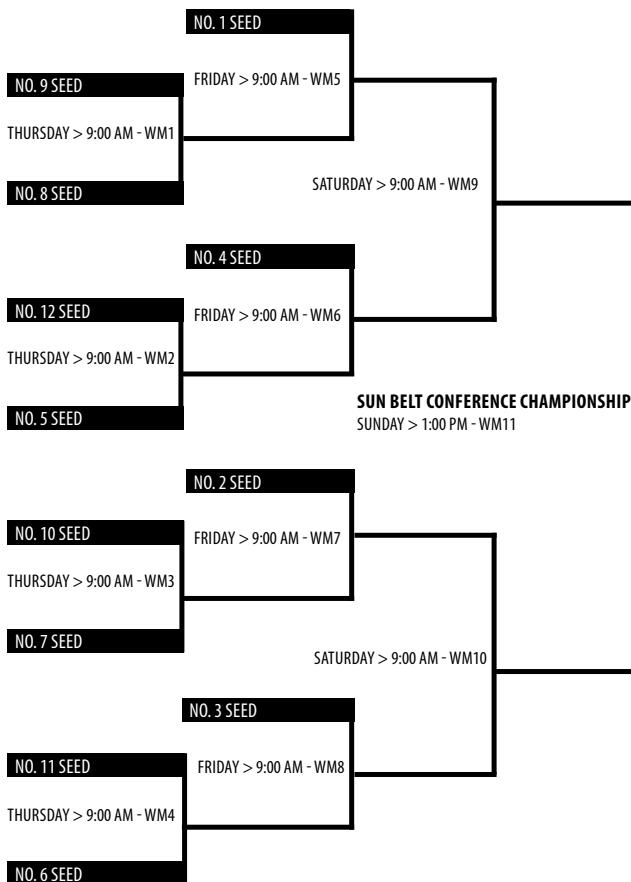 NO. 1 SEED
NO. 9 SEED
FRIDAY > 9:00 AM - WM5
THURSDAY > 9:00 AM - WM1
NO. 8 SEED
SATURDAY > 9:00 AM - WM9
NO. 4 SEED
NO. 12 SEED
FRIDAY > 9:00 AM - WM6
THURSDAY > 9:00 AM - WM2
NO. 5 SEED
SUN BELT CONFERENCE CHAMPIONSHIP
SUNDAY > 1:00 PM - WM11
NO. 2 SEED
NO. 10 SEED
FRIDAY > 9:00 AM - WM7
THURSDAY > 9:00 AM - WM3
NO. 7 SEED
SATURDAY > 9:00 AM - WM10
NO. 3 SEED
NO. 11 SEED
FRIDAY > 9:00 AM - WM8
THURSDAY > 9:00 AM - WM4
NO. 6 SEED